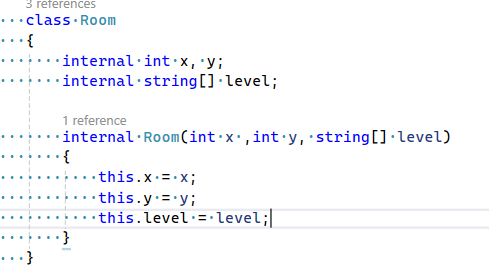 3 references
class Room
{
internal int x, y;
internal string[] level;
1 reference
internal Room(int x ,int y, string[] level)
{
this.x = x;
this.y = y;
this.level = level;
}
}